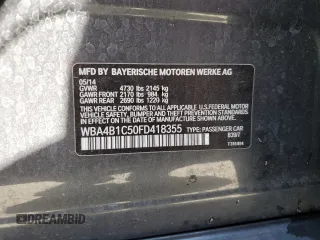 MFD BY BAYERISCHE MOTOREN WERKE AG
05/14
GVWR 4730 lbs 2145 kg
GAWR FRONT 2170 lbs 984 kg
GAWR REAR 2690 lbs 1220 kg
THIS VEHICLE CONFORMS TO ALL APPLICABLE FEDERAL MOTOR VEHICLE SAFETY, BUMPER, AND THEFT PREVENTION STANDARDS IN EFFECT ON THE DATE OF MANUFACTURE SHOWN ABOVE.
WBA4B1C50FD418355 TYPE: PASSENGER CAR
DREAMBID